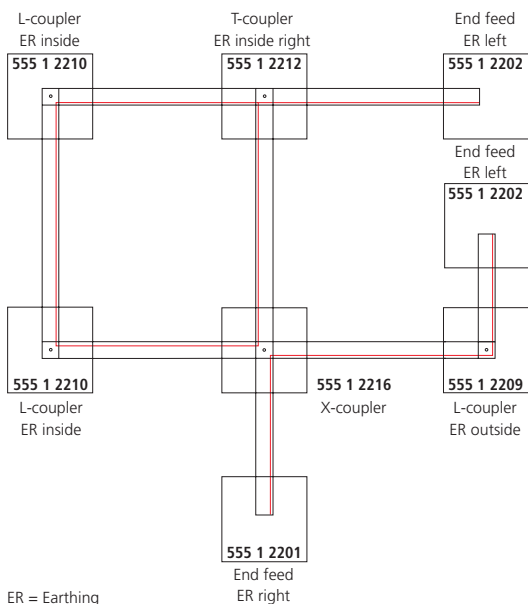 L-coupler
ER inside
555 1 2210
T-coupler
ER inside right
555 1 2212
End feed
ER left
555 1 2202
End feed
ER left
555 1 2202
555 1 2210
L-coupler
ER inside
555 1 2216
X-coupler
555 1 2209
L-coupler
ER outside
555 1 2201
End feed
ER right
ER = Earthing